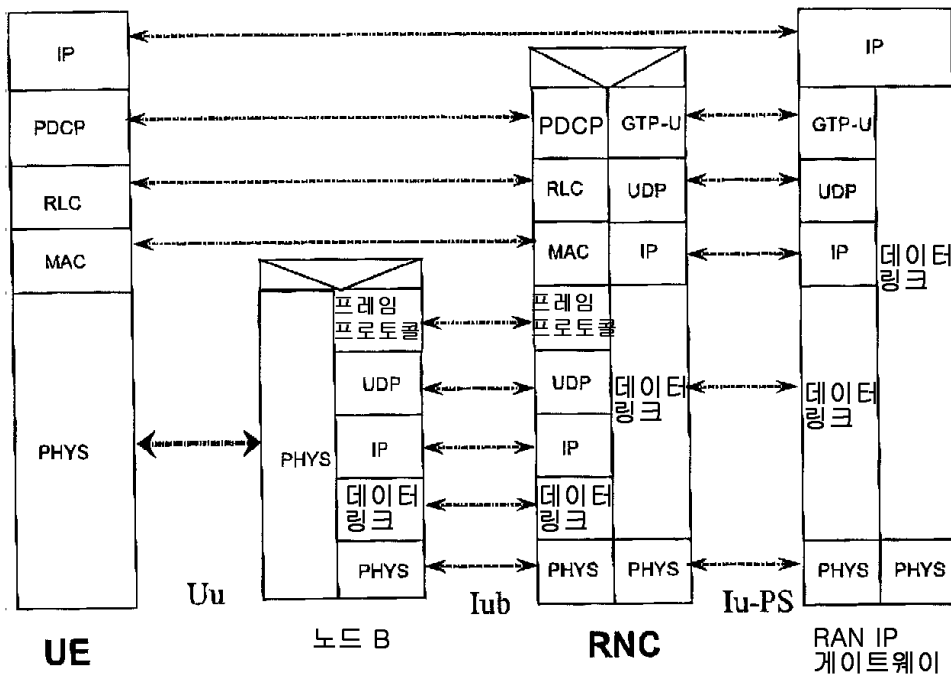 IP
PDCP
RLC
MAC
PHYS
UE
Uu
PHYS
프레임
프로토콜
UDP
IP
데이터
링크
PHYS
노드 B
Iub
PDCP
RLC
MAC
프레임
프로토콜
UDP
IP
데이터
링크
PHYS
GTP-U
UDP
IP
데이터
링크
PHYS
RNC
Iu-PS
IP
GTP-U
UDP
IP
데이터
링크
PHYS
데이터
링크
PHYS
RAN IP
게이트웨이